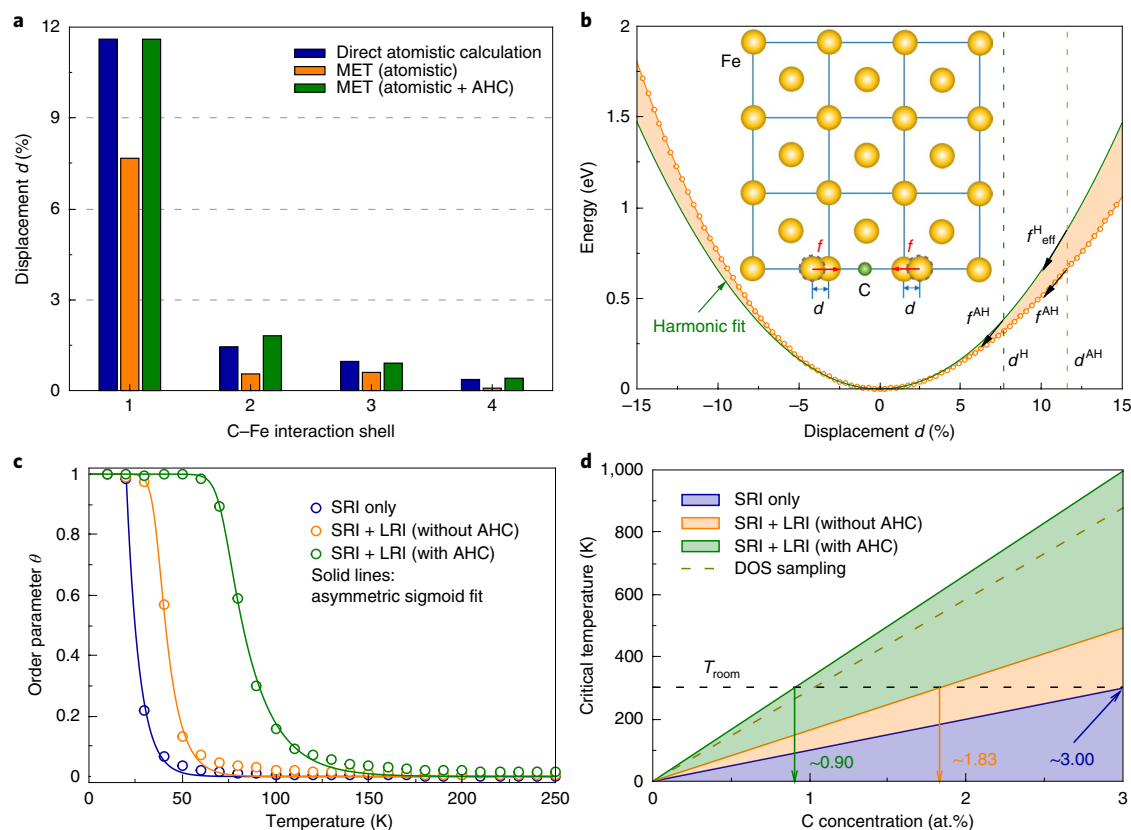 a
12
9
6
3
0
Displacement d (%)
Direct atomistic calculation
MET (atomistic)
MET (atomistic + AHC)
1
2
3
4
C–Fe interaction shell
b
2
1.5
1
0.5
0
Energy (eV)
Fe
f
f
C
d
d
Harmonic fit
f^H_eff
f^AH
f^AH
d^H
d^AH
−15
−10
−5
0
5
10
15
Displacement d (%)
c
1
0.8
0.6
0.4
0.2
0
Order parameter θ
SRI only
SRI + LRI (without AHC)
SRI + LRI (with AHC)
Solid lines:
asymmetric sigmoid fit
0
50
100
150
200
250
Temperature (K)
d
1,000
800
600
400
200
0
Critical temperature (K)
SRI only
SRI + LRI (without AHC)
SRI + LRI (with AHC)
DOS sampling
T_room
~0.90
~1.83
~3.00
0
1
2
3
C concentration (at.%)